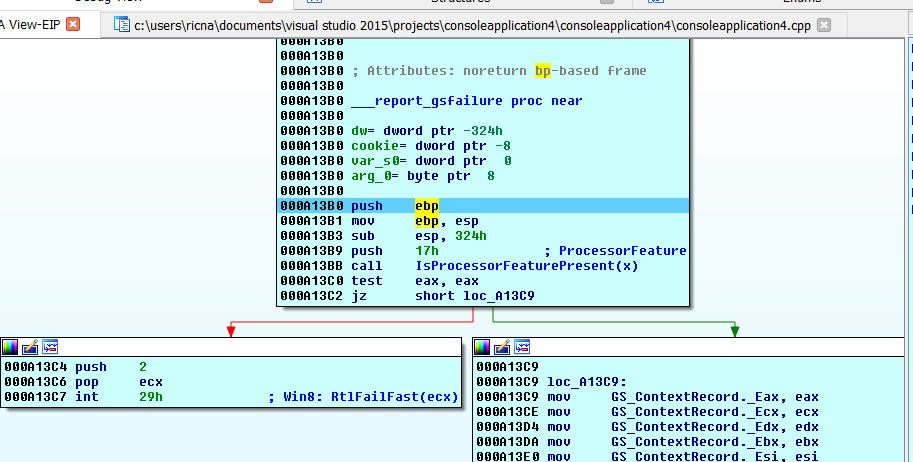 A View-EIP
c:\users\ricna\documents\visual studio 2015\projects\consoleapplication4\consoleapplication4\consoleapplication4.cpp
000A13B0
000A13B0
000A13B0 ; Attributes: noreturn bp-based frame
000A13B0
000A13B0 ___report_gsfailure proc near
000A13B0
000A13B0 dw= dword ptr -324h
000A13B0 cookie= dword ptr -8
000A13B0 var_s0= dword ptr  0
000A13B0 arg_0= byte ptr  8
000A13B0
000A13B0 push    ebp
000A13B1 mov     ebp, esp
000A13B3 sub     esp, 324h
000A13B9 push    17h             ; ProcessorFeature
000A13BB call    IsProcessorFeaturePresent(x)
000A13C0 test    eax, eax
000A13C2 jz      short loc_A13C9
000A13C4 push    2
000A13C6 pop     ecx
000A13C7 int     29h             ; Win8: RtlFailFast(ecx)
000A13C9
000A13C9 loc_A13C9:
000A13C9 mov     GS_ContextRecord._Eax, eax
000A13CE mov     GS_ContextRecord._Ecx, ecx
000A13D4 mov     GS_ContextRecord._Edx, edx
000A13DA mov     GS_ContextRecord._Ebx, ebx
000A13E0 mov     GS_ContextRecord._Esi, esi